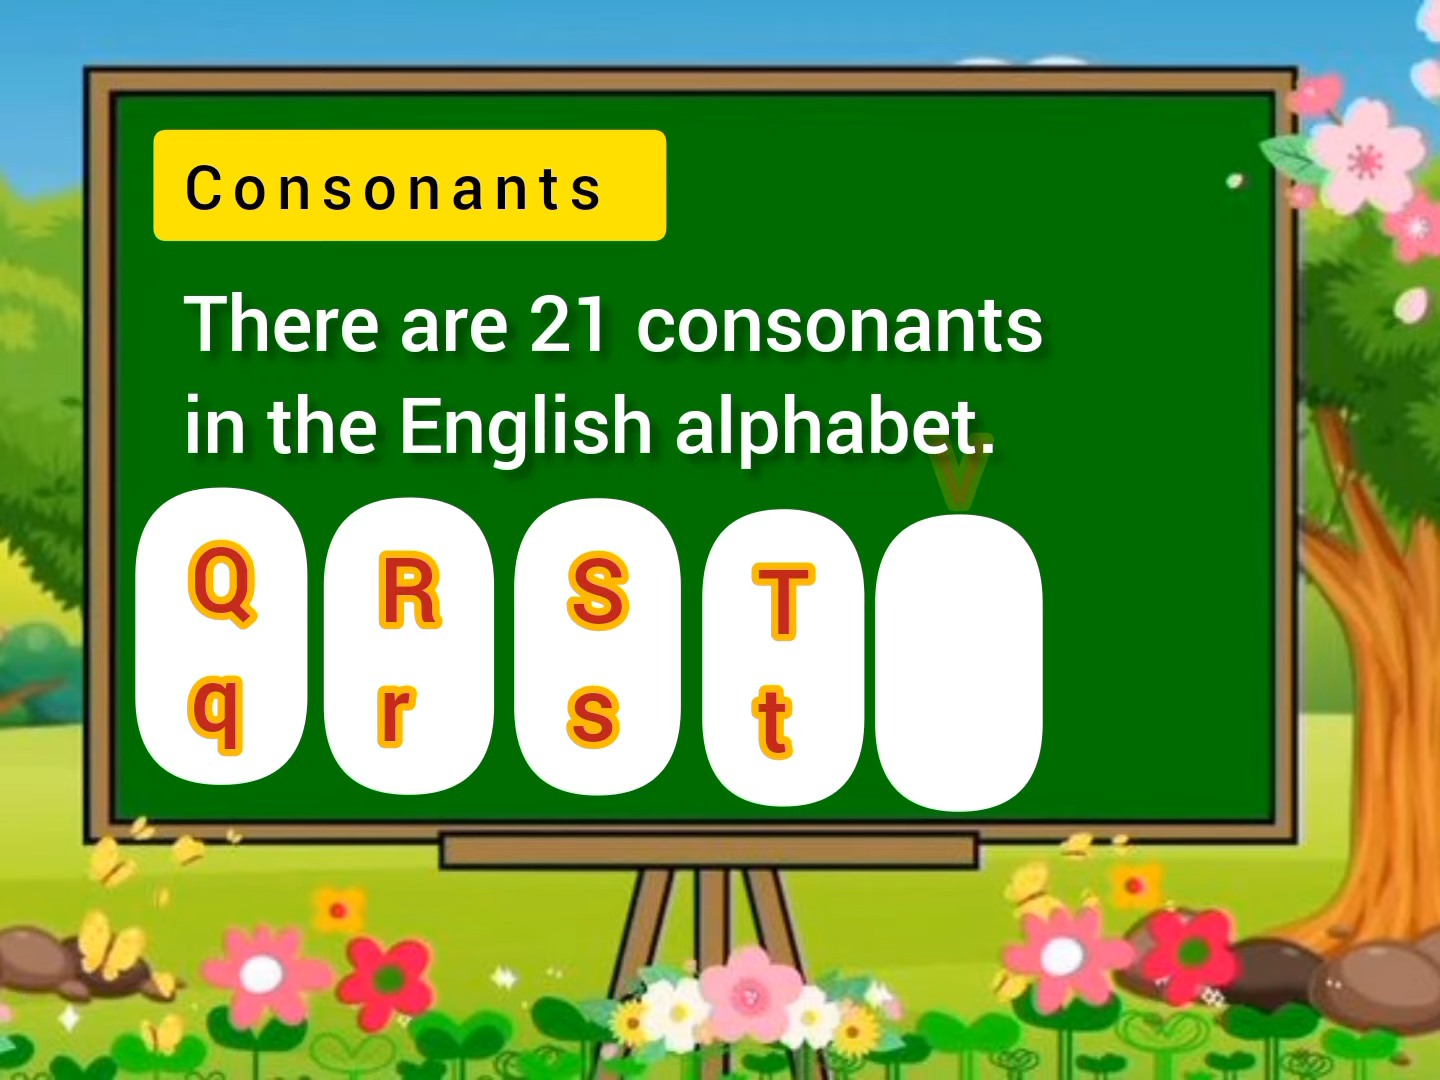 Consonants
There are 21 consonants
in the English alphabet.
V
Q R S T
q r s t